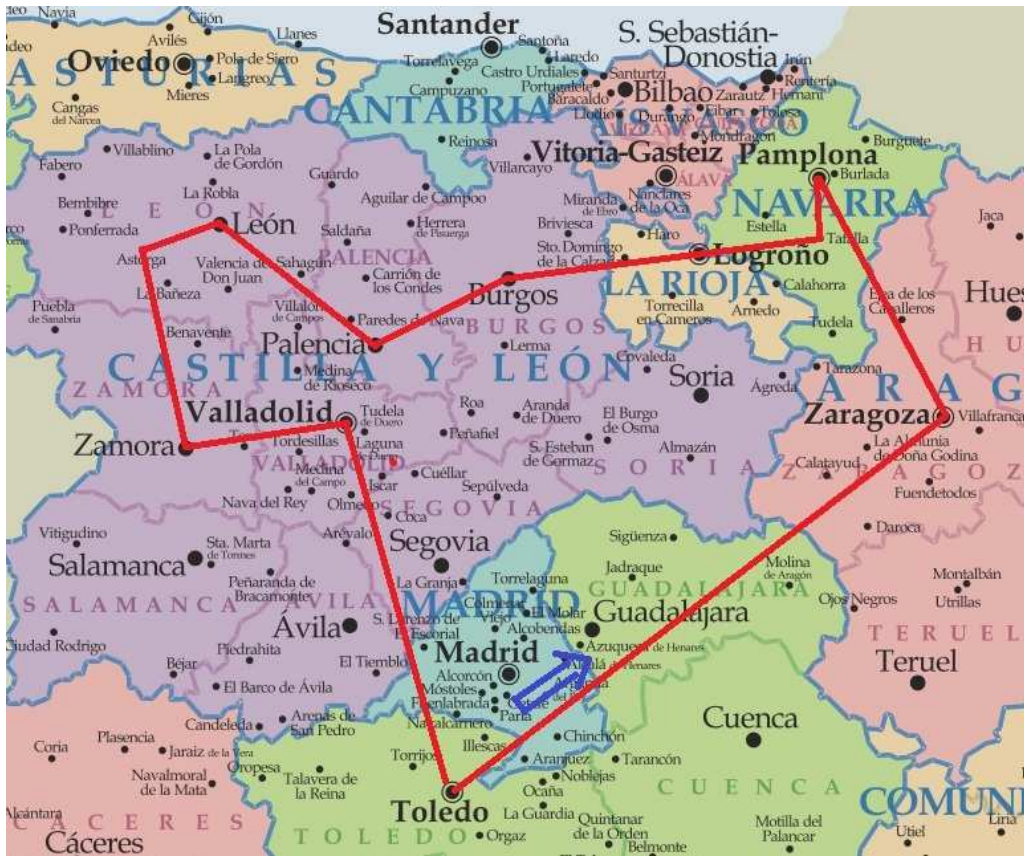 Navia
Gijón
Avilés
Llanes
Pola de Siero
Oviedo
Langreo
ASTURIAS
Mieres
Cangas
del Narcea
Santander
Santoña
Laredo
Torrelavega
Castro Urdiales
Campuzano
CANTABRIA
Reinosa
S. Sebastián-
Donostia
Irún
Rentería
Hernani
Santurtzi
Portugalete
Baracaldo
Bilbao
Zarautz
Llodio
Durango
Eibar
Tolosa
Mondragón
Villarcayo
Vitoria-Gasteiz
ÁLAVA
Nanclares
de la Oca
Miranda
de Ebro
Pamplona
Burlada
Burguete
NAVARRA
Estella
Tafalla
Tudela
Jaca
Villablino
La Pola
de Gordón
Fabero
La Robla
Guardo
Aguilar de Campoo
Bembibre
LEÓN
León
Ponferrada
Saldaña
Herrera
de Pisuerga
Briviesca
Sto. Domingo
de la Calzada
Haro
Logroño
LA RIOJA
Calahorra
Torrecilla
en Cameros
Arnedo
Astorga
Valencia de
Don Juan
Sahagún
PALENCIA
Carrión de
los Condes
Burgos
BURGOS
La Bañeza
Puebla
de Sanabria
Villalón
de Campos
Paredes de Nava
Benavente
Palencia
Lerma
CASTILLA Y LEÓN
Medina
de Rioseco
ZAMORA
Covaleda
Soria
Ágreda
Tarazona
Ejea de los
Caballeros
Hues
HU
ARAG
Zaragoza
Villafranca
La Almunia
de Doña Godina
ZARAGOZ
Calatayud
Fuendetodos
Daroca
Valladolid
Tudela
de Duero
Roa
Aranda
de Duero
El Burgo
de Osma
Zamora
Tordesillas
Laguna
de Duero
Peñafiel
S. Esteban
de Gormaz
Almazán
VALLADOLID
SORIA
Medina
del Campo
Íscar
Cuéllar
Nava del Rey
Olmedo
Sepúlveda
Coca
SEGOVIA
Vitigudino
Arévalo
Segovia
Sigüenza
Salamanca
Sta. Marta
de Tormes
La Granja
Torrelaguna
Jadraque
Molina
de Aragón
Montalbán
Peñaranda de
Bracamonte
SALAMANCA
ÁVILA
MADRID
Colmenar
Viejo
El Molar
GUADALAJARA
Guadalajara
Ojos Negros
Utrillas
TERUEL
Ávila
S. Lorenzo de
El Escorial
Alcobendas
Ciudad Rodrigo
Piedrahita
Madrid
Azuqueca de Henares
Alcalá de Henares
Teruel
Béjar
El Tiemblo
Alcorcón
Móstoles
Fuenlabrada
El Barco de Ávila
Navalcarnero
Parla
Cuenca
Candeleda
Arenas de
San Pedro
Chinchón
Coria
Plasencia
Jaraiz de la Vera
Illescas
Torrijos
Aranjuez
Tarancón
Oropesa
Navalmoral
de la Mata
Talavera de
la Reina
Noblejas
Ocaña
CUENCA
Alcántara
Toledo
La Guardia
COMUNI
CÁCERES
TOLEDO
Orgaz
Quintanar
de la Orden
Motilla del
Palancar
Utiel
Liria
Cáceres
Belmonte